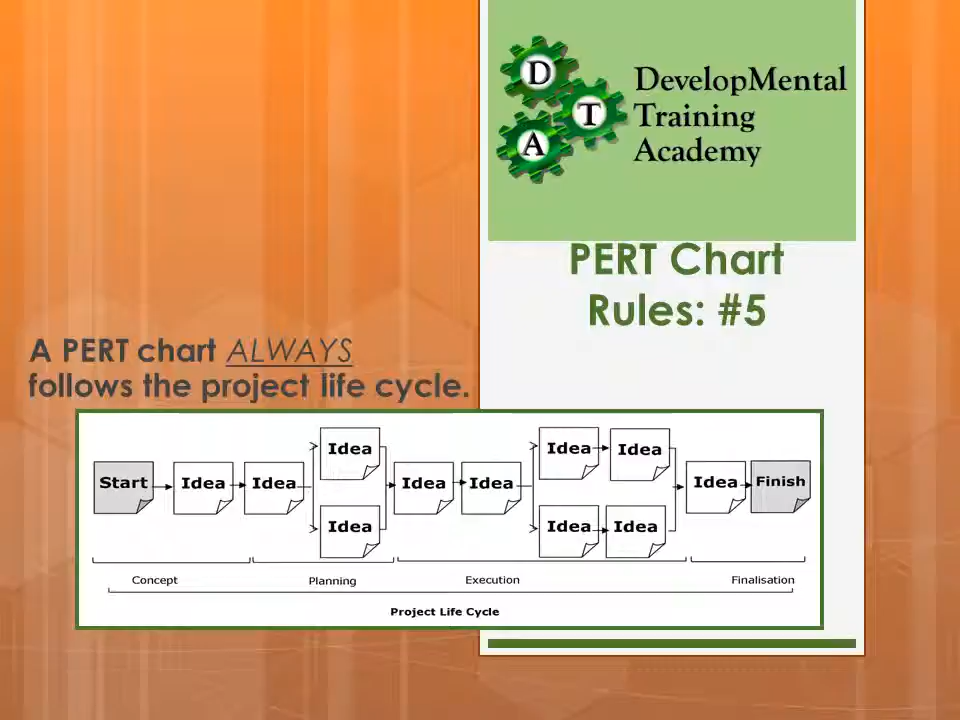 D
T
A
DevelopMental
Training
Academy
PERT Chart
Rules: #5
A PERT chart ALWAYS
follows the project life cycle.
Idea
Idea Idea
Start Idea Idea Idea Idea Idea Finish
Idea
Idea Idea
Concept Planning Execution Finalisation
Project Life Cycle